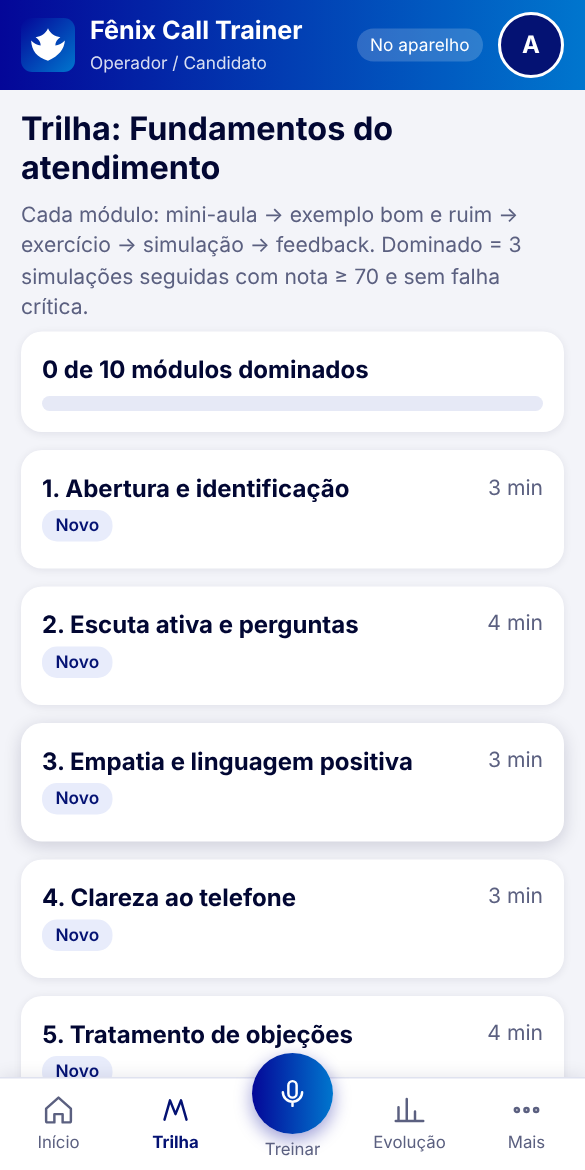 Fênix Call Trainer
Operador / Candidato
No aparelho
A
Trilha: Fundamentos do
atendimento
Cada módulo: mini-aula → exemplo bom e ruim →
exercício → simulação → feedback. Dominado = 3
simulações seguidas com nota ≥ 70 e sem falha
crítica.
0 de 10 módulos dominados
1. Abertura e identificação
3 min
Novo
2. Escuta ativa e perguntas
4 min
Novo
3. Empatia e linguagem positiva
3 min
Novo
4. Clareza ao telefone
3 min
Novo
5. Tratamento de objeções
4 min
Novo
Início
Trilha
Treinar
Evolução
Mais